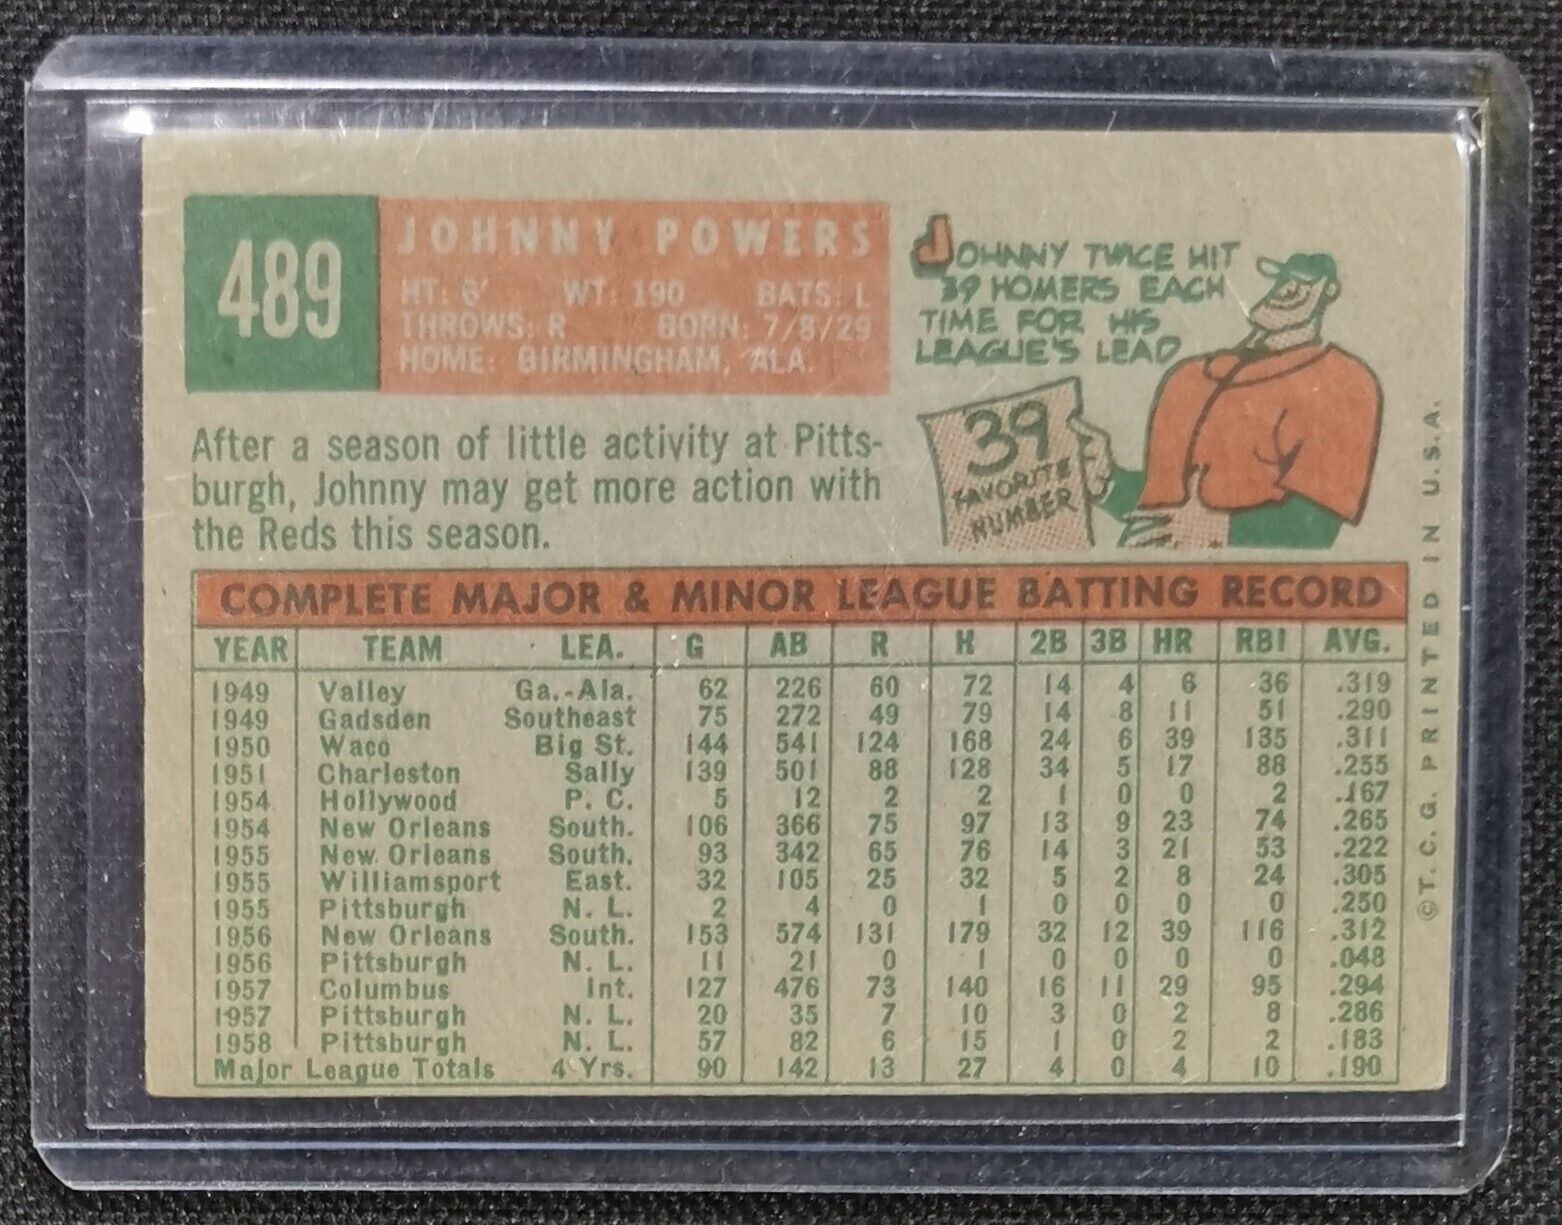 489
JOHNNY POWERS
HT: 6' WT: 190 BATS: L
THROWS: R BORN: 7/8/29
HOME: BIRMINGHAM, ALA.
JOHNNY TWICE HIT
39 HOMERS EACH
TIME FOR HIS
LEAGUE'S LEAD
39
FAVORITE
NUMBER
After a season of little activity at Pitts-
burgh, Johnny may get more action with
the Reds this season.
COMPLETE MAJOR & MINOR LEAGUE BATTING RECORD
YEAR TEAM LEA. G AB R H 2B 3B HR RBI AVG.
1949 Valley Ga.-Ala. 62 226 60 72 14 4 6 36 .319
1949 Gadsden Southeast 75 272 49 79 14 8 11 51 .290
1950 Waco Big St. 144 541 124 168 24 6 39 135 .311
1951 Charleston Sally 139 501 88 128 34 5 17 88 .255
1954 Hollywood P. C. 5 12 2 2 1 0 0 2 .167
1954 New Orleans South. 106 366 75 97 13 9 23 74 .265
1955 New Orleans South. 93 342 65 76 14 3 21 53 .222
1955 Williamsport East. 32 105 25 32 5 2 8 24 .305
1955 Pittsburgh N. L. 2 4 0 1 0 0 0 0 .250
1956 New Orleans South. 153 574 131 179 32 12 39 116 .312
1956 Pittsburgh N. L. 11 21 0 1 0 0 0 0 .048
1957 Columbus Int. 127 476 73 140 16 11 29 95 .294
1957 Pittsburgh N. L. 20 35 7 10 3 0 2 8 .286
1958 Pittsburgh N. L. 57 82 6 15 1 0 2 2 .183
Major League Totals 4 Yrs. 90 142 13 27 4 0 4 10 .190
©T. C. G. PRINTED IN U.S.A.